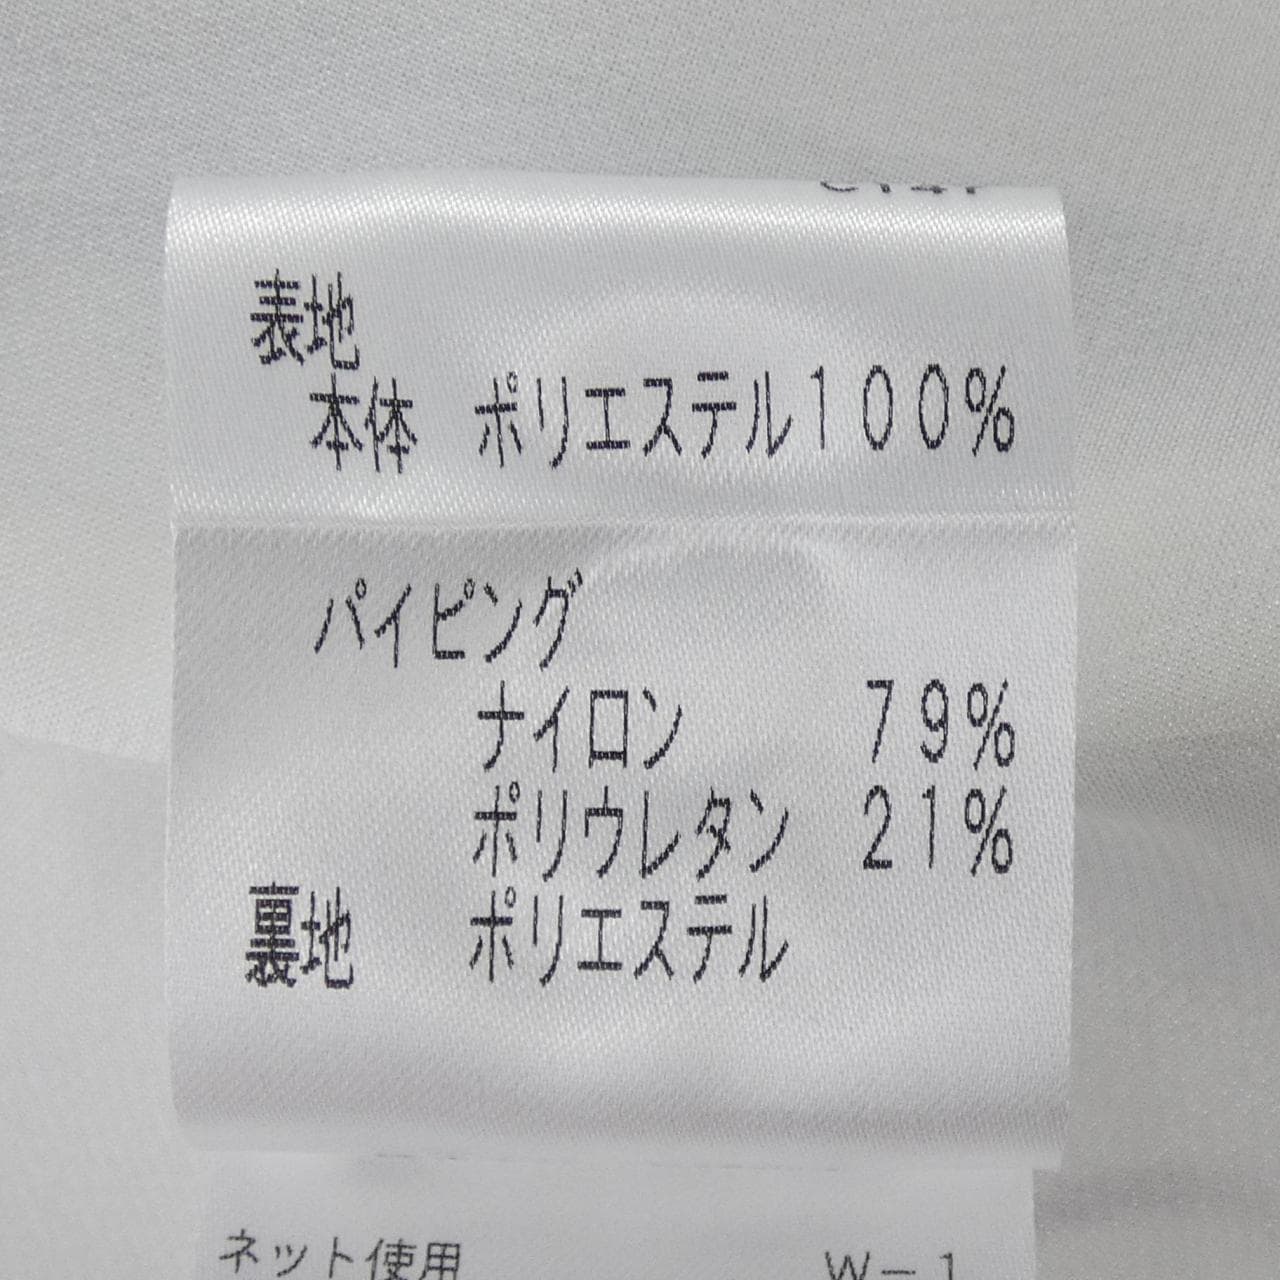 表地
本体 ポリエステル100%
パイピング
ナイロン 79%
ポリウレタン 21%
裏地 ポリエステル
ネット使用 W-1